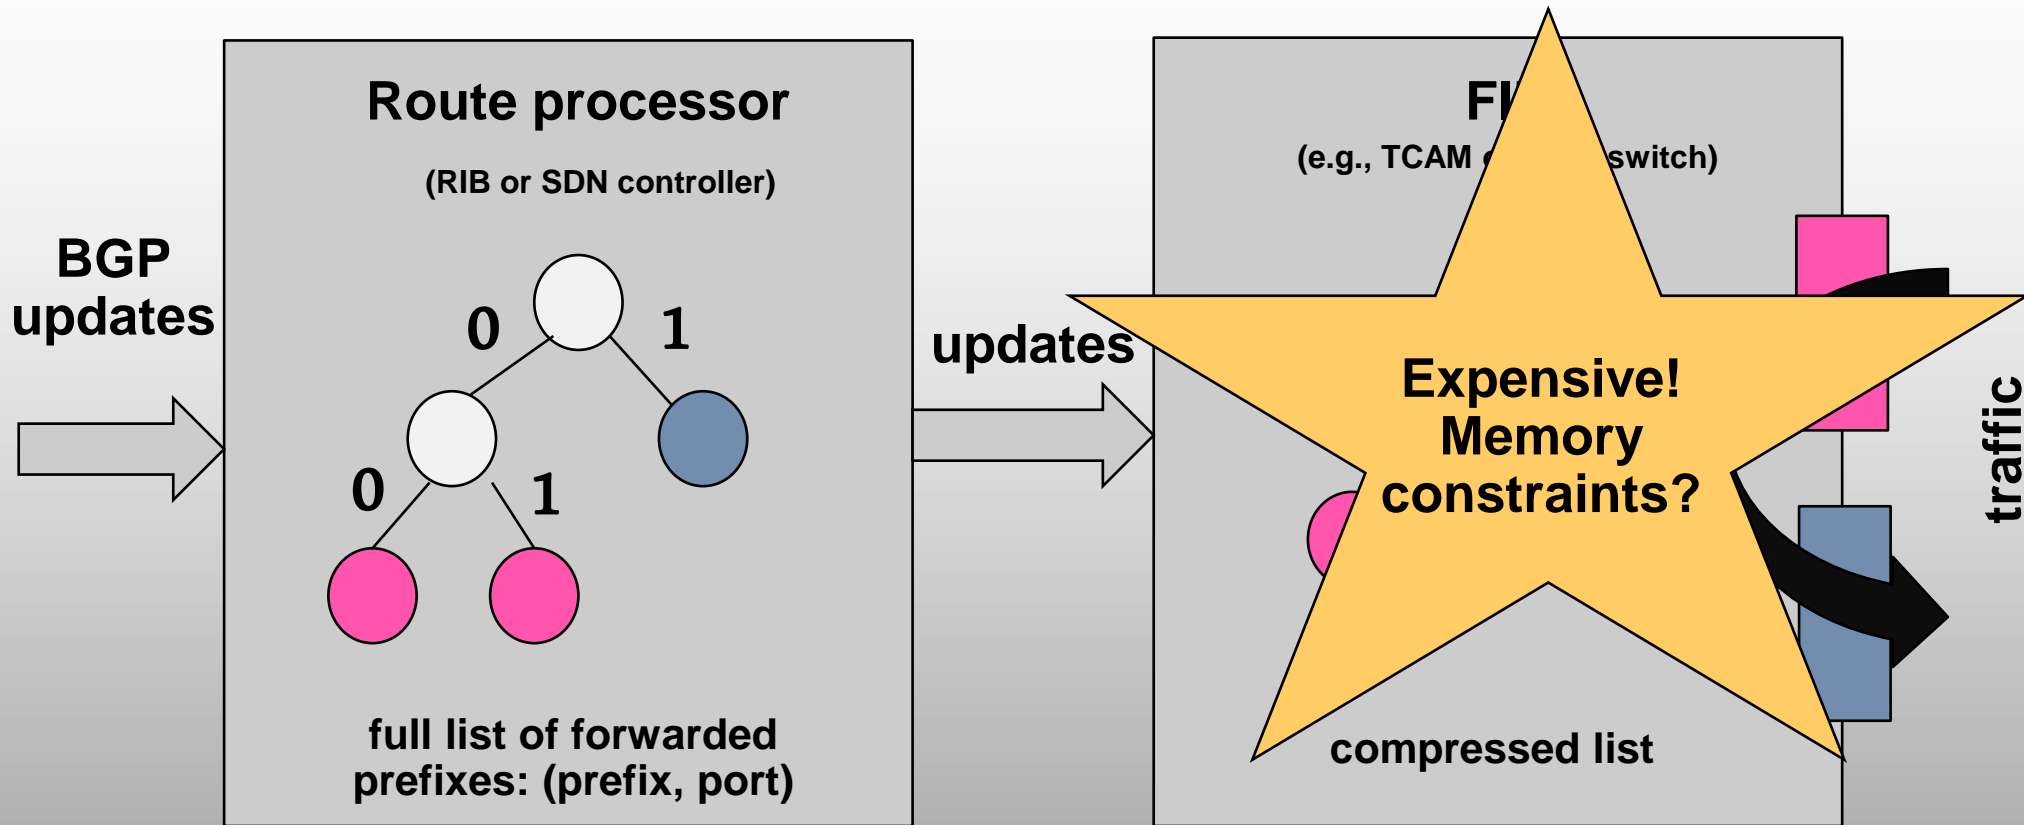 BGP
updates
Route processor
(RIB or SDN controller)
0
1
0
1
full list of forwarded
prefixes: (prefix, port)
updates
(e.g., TCAM switch)
Expensive!
Memory
constraints?
compressed list
traffic